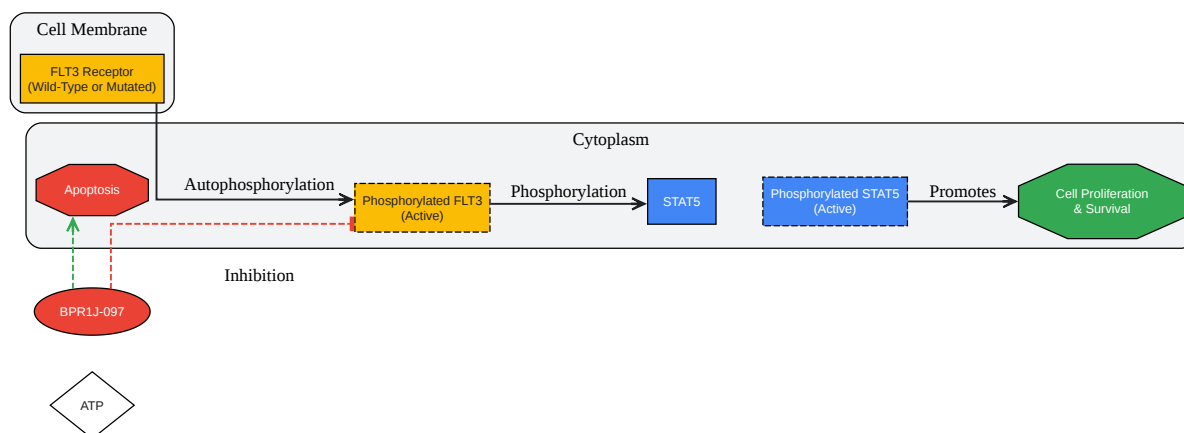 Cell Membrane
FLT3 Receptor
(Wild-Type or Mutated)
Cytoplasm
Apoptosis
Autophosphorylation
Phosphorylated FLT3
(Active)
Phosphorylation
STAT5
Phosphorylated STAT5
(Active)
Promotes
Cell Proliferation
& Survival
Inhibition
BPR1J-097
ATP